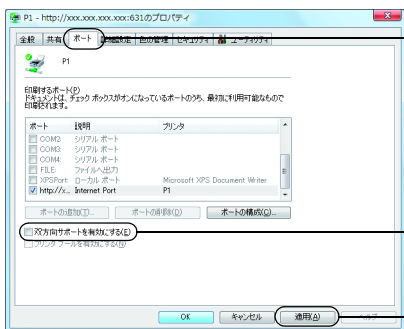 P1 - http://xxx.xxx.xxx.xxx:631のプロパティ
全般 共有 ポート 詳細設定 色の管理 セキュリティ ユーティリティ
P1
印刷するポート(P)
ドキュメントは、チェック ボックスがオンになっているポートのうち、最初に利用可能なもので
印刷されます。
ポート 説明 プリンタ
COM2: シリアル ポート
COM3: シリアル ポート
COM4: シリアル ポート
FILE: ファイルへ出力
XPSPort: ローカル ポート Microsoft XPS Document Writer
http://x... Internet Port P1
ポートの追加(T)... ポートの削除(D) ポートの構成(C)...
双方向サポートを有効にする(E)
プリンタ プールを有効にする(N)
OK キャンセル 適用(A) ヘルプ